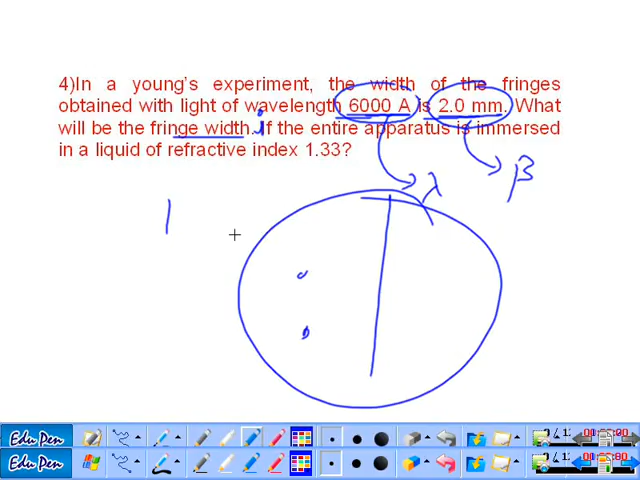 4)In a young's experiment, the width of the fringes
obtained with light of wavelength 6000 A is 2.0 mm. What
will be the fringe width. If the entire apparatus is immersed
in a liquid of refractive index 1.33?
λ
β
Edu Pen
Edu Pen